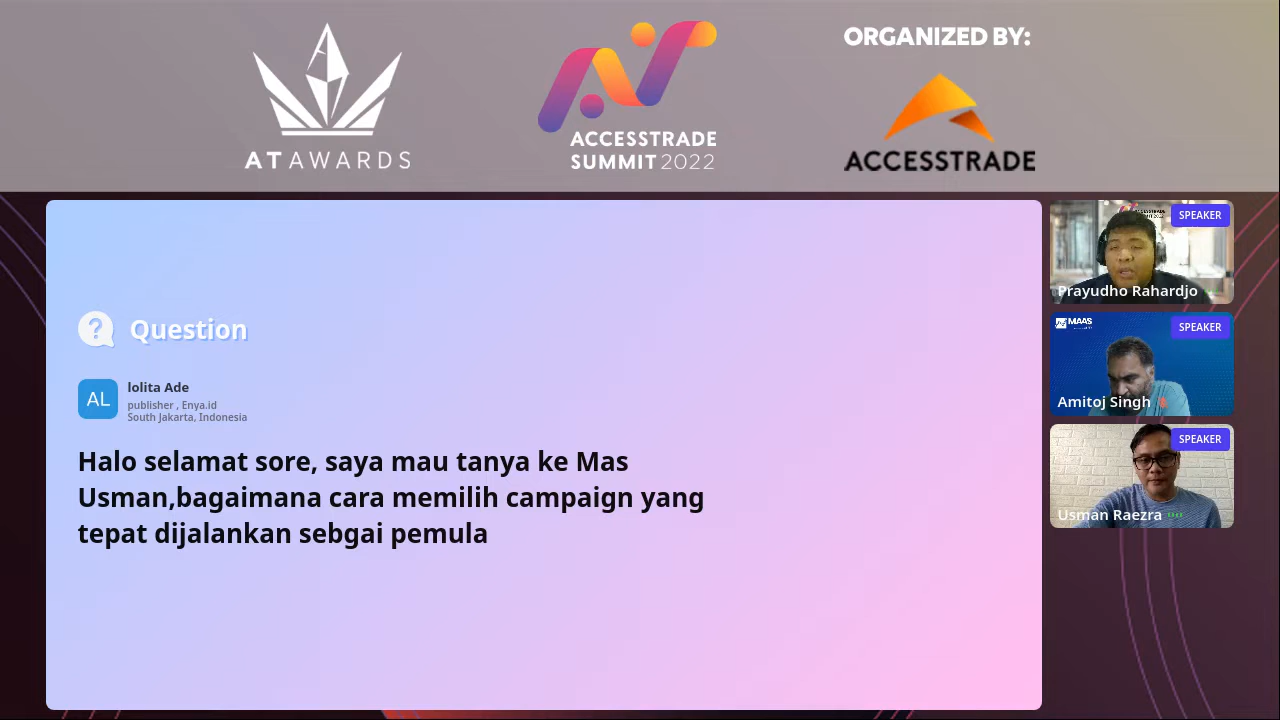 AT AWARDS
ACCESSTRADE
SUMMIT 2022
ORGANIZED BY:
ACCESSTRADE
Question
AL
lolita Ade
publisher , Enya.id
South Jakarta, Indonesia
Halo selamat sore, saya mau tanya ke Mas
Usman,bagaimana cara memilih campaign yang
tepat dijalankan sebgai pemula
SPEAKER
Prayudho Rahardjo
MAAS
SPEAKER
Amitoj Singh
SPEAKER
Usman Raezra